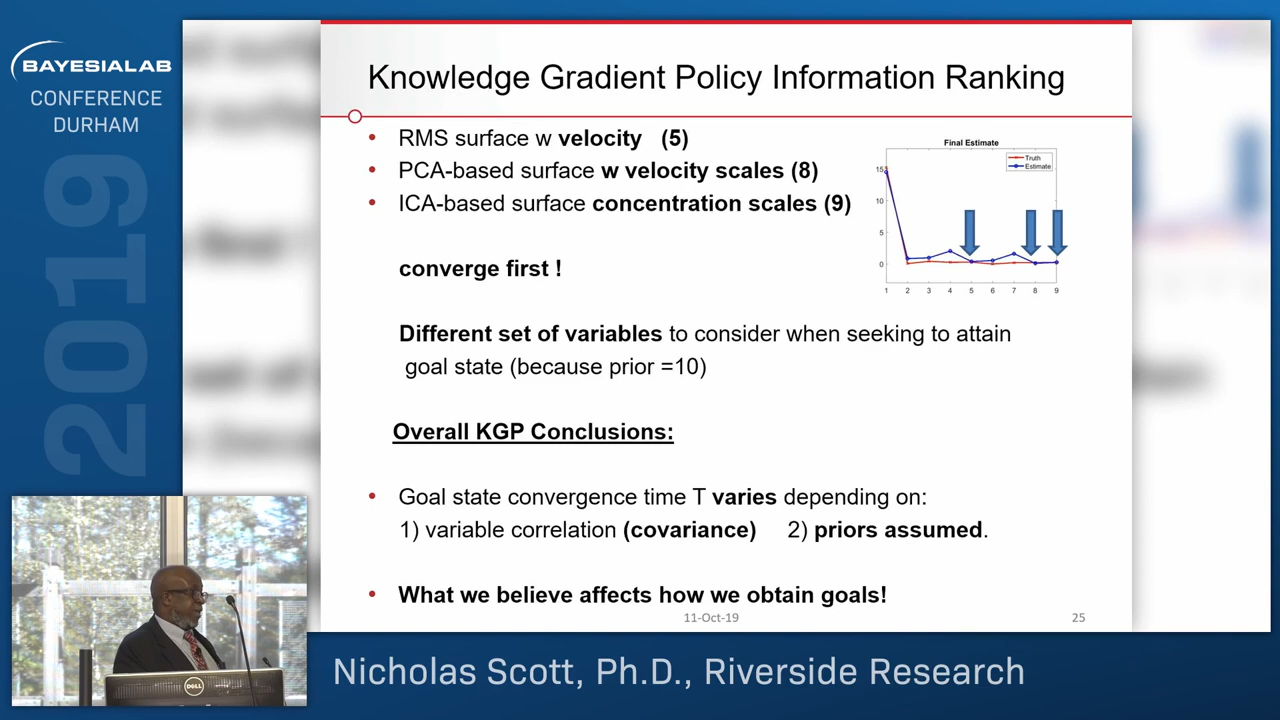 BAYESIALAB
CONFERENCE
DURHAM
2019
Knowledge Gradient Policy Information Ranking
• RMS surface w velocity (5)
• PCA-based surface w velocity scales (8)
• ICA-based surface concentration scales (9)
converge first !
Final Estimate
Truth
Estimate
15
10
5
0
1 2 3 4 5 6 7 8 9
Different set of variables to consider when seeking to attain
goal state (because prior =10)
Overall KGP Conclusions:
• Goal state convergence time T varies depending on:
1) variable correlation (covariance) 2) priors assumed.
• What we believe affects how we obtain goals!
11-Oct-19
25
DELL
Nicholas Scott, Ph.D., Riverside Research